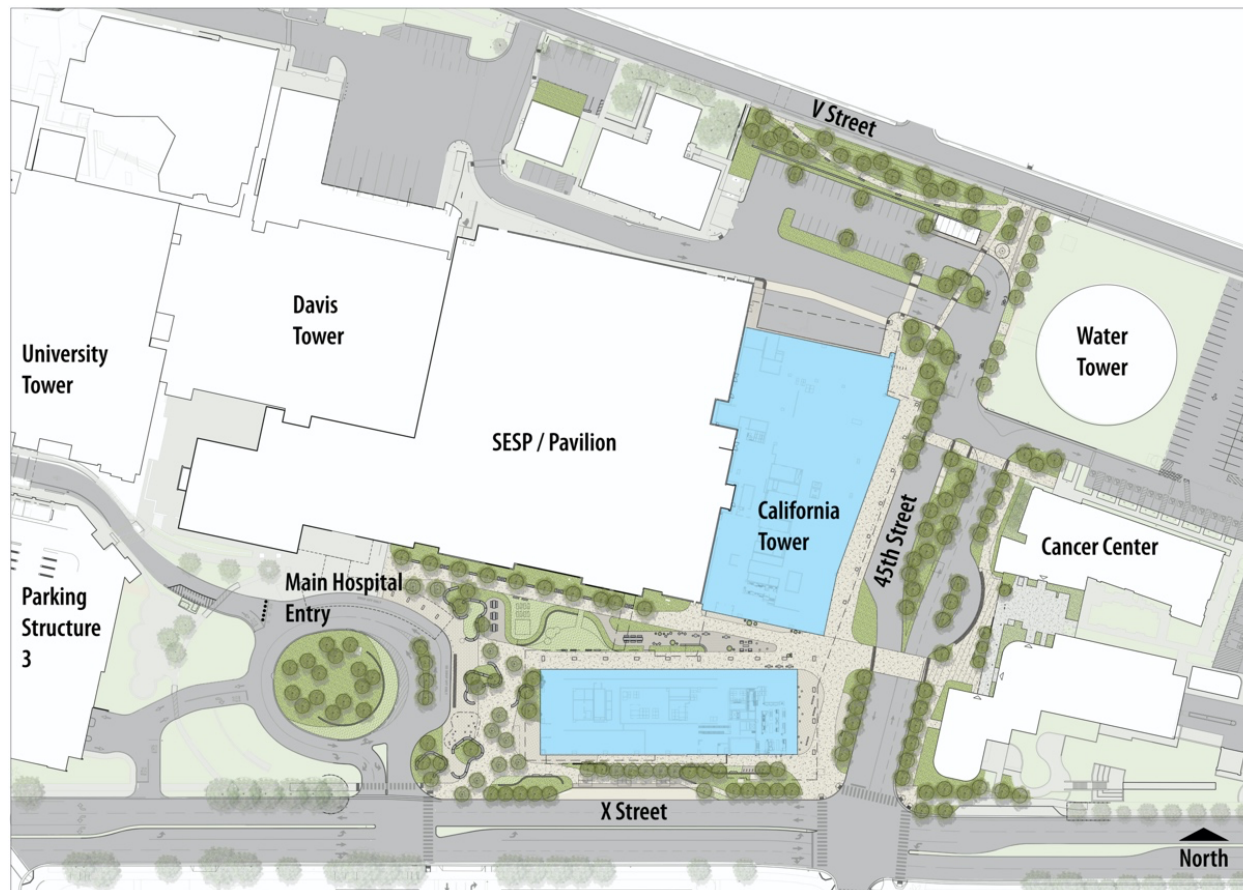 V Street
Davis
Tower
University
Tower
Water
Tower
SESP / Pavilion
California
Tower
45th Street
Cancer Center
Main Hospital
Entry
Parking
Structure
3
X Street
North